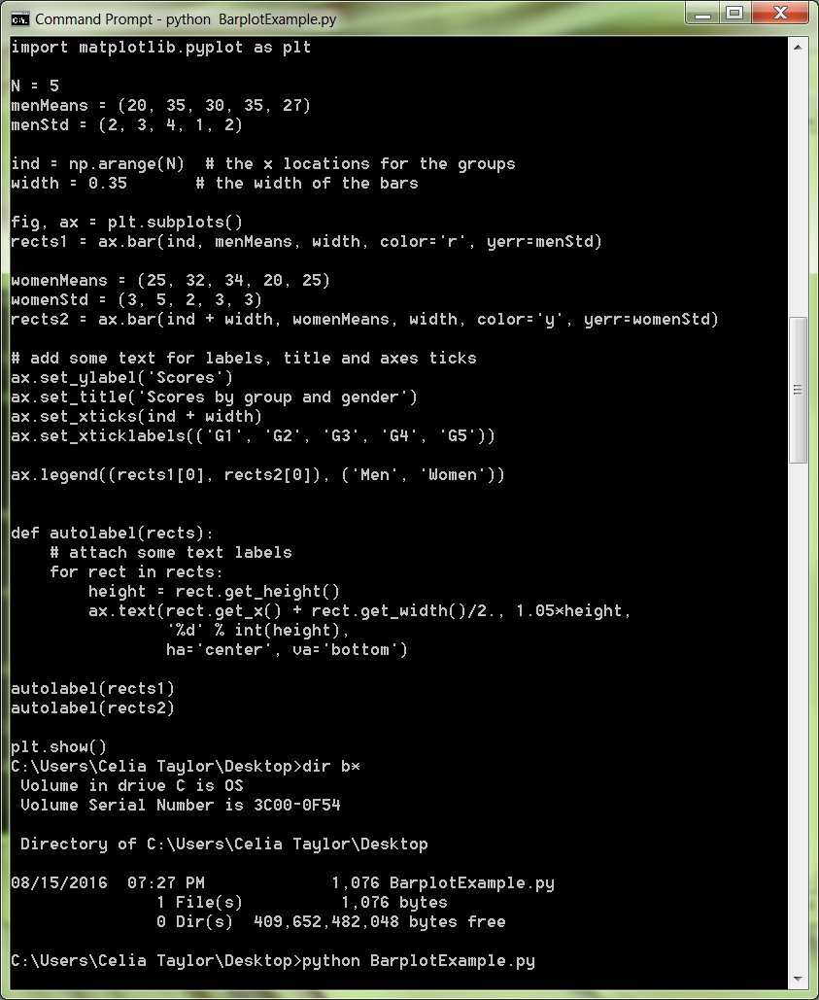 Command Prompt - python  BarplotExample.py
import matplotlib.pyplot as plt

N = 5
menMeans = (20, 35, 30, 35, 27)
menStd = (2, 3, 4, 1, 2)

ind = np.arange(N)  # the x locations for the groups
width = 0.35       # the width of the bars

fig, ax = plt.subplots()
rects1 = ax.bar(ind, menMeans, width, color='r', yerr=menStd)

womenMeans = (25, 32, 34, 20, 25)
womenStd = (3, 5, 2, 3, 3)
rects2 = ax.bar(ind + width, womenMeans, width, color='y', yerr=womenStd)

# add some text for labels, title and axes ticks
ax.set_ylabel('Scores')
ax.set_title('Scores by group and gender')
ax.set_xticks(ind + width)
ax.set_xticklabels(('G1', 'G2', 'G3', 'G4', 'G5'))

ax.legend((rects1[0], rects2[0]), ('Men', 'Women'))


def autolabel(rects):
    # attach some text labels
    for rect in rects:
        height = rect.get_height()
        ax.text(rect.get_x() + rect.get_width()/2., 1.05*height,
                '%d' % int(height),
                ha='center', va='bottom')

autolabel(rects1)
autolabel(rects2)

plt.show()
C:\Users\Celia Taylor\Desktop>dir b*
 Volume in drive C is OS
 Volume Serial Number is 3C00-0F54

 Directory of C:\Users\Celia Taylor\Desktop

08/15/2016  07:27 PM             1,076 BarplotExample.py
               1 File(s)          1,076 bytes
               0 Dir(s)  409,652,482,048 bytes free

C:\Users\Celia Taylor\Desktop>python BarplotExample.py